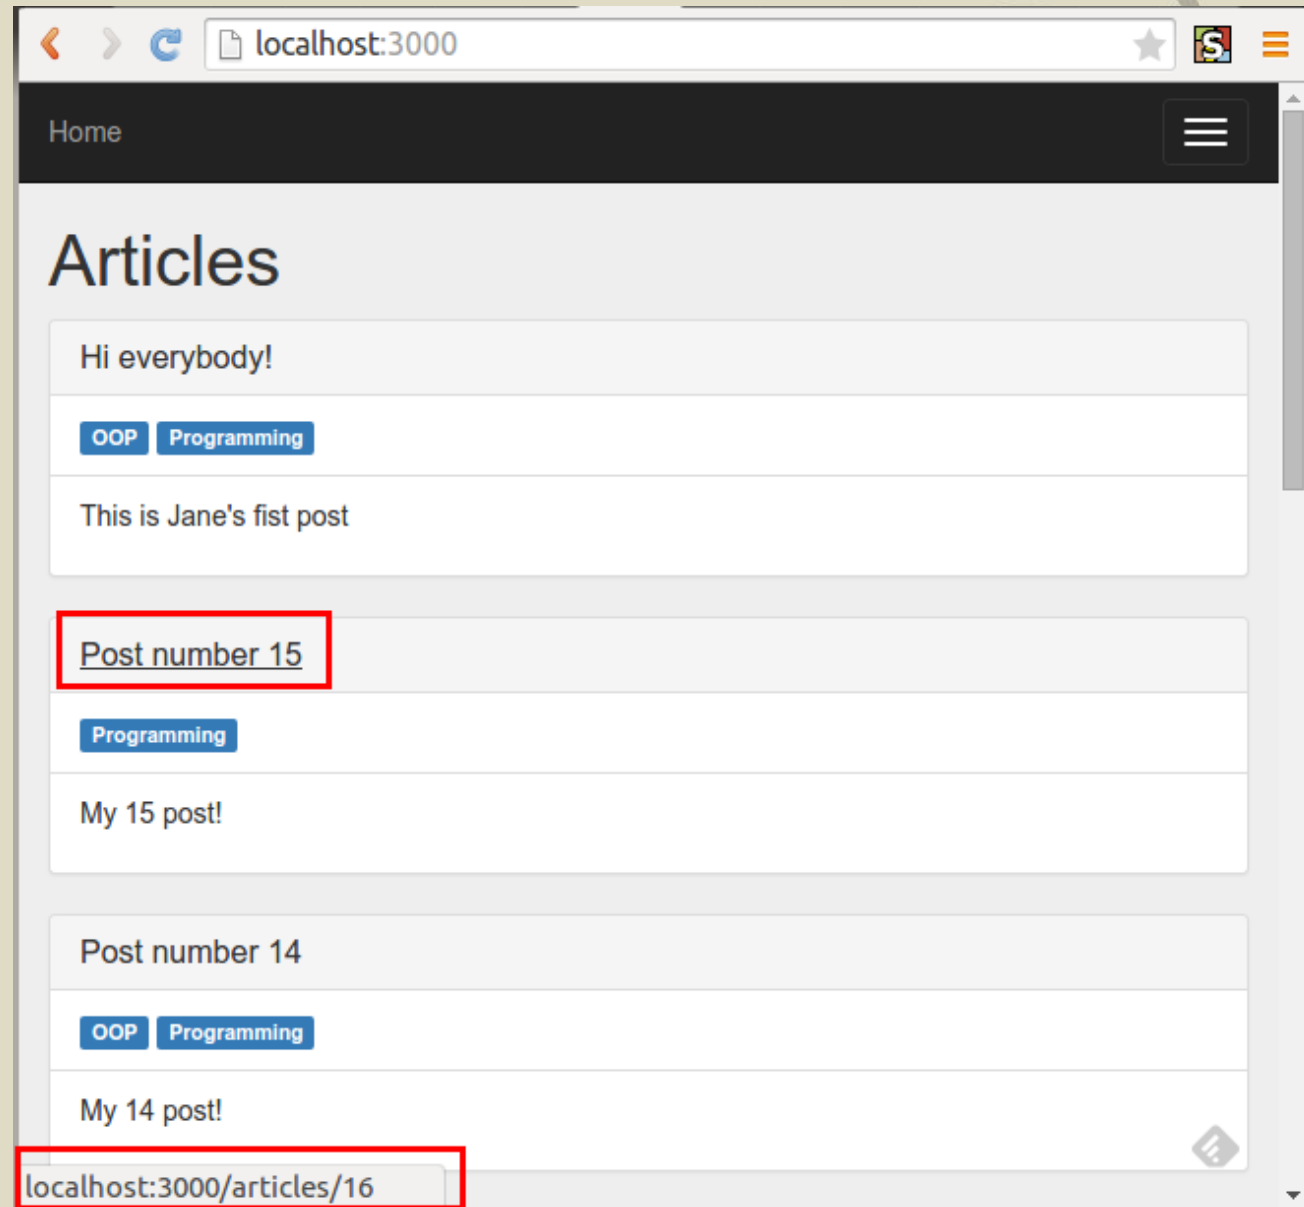 localhost:3000
Home
Articles
Hi everybody!
OOP Programming
This is Jane's fist post
Post number 15
Programming
My 15 post!
Post number 14
OOP Programming
My 14 post!
localhost:3000/articles/16